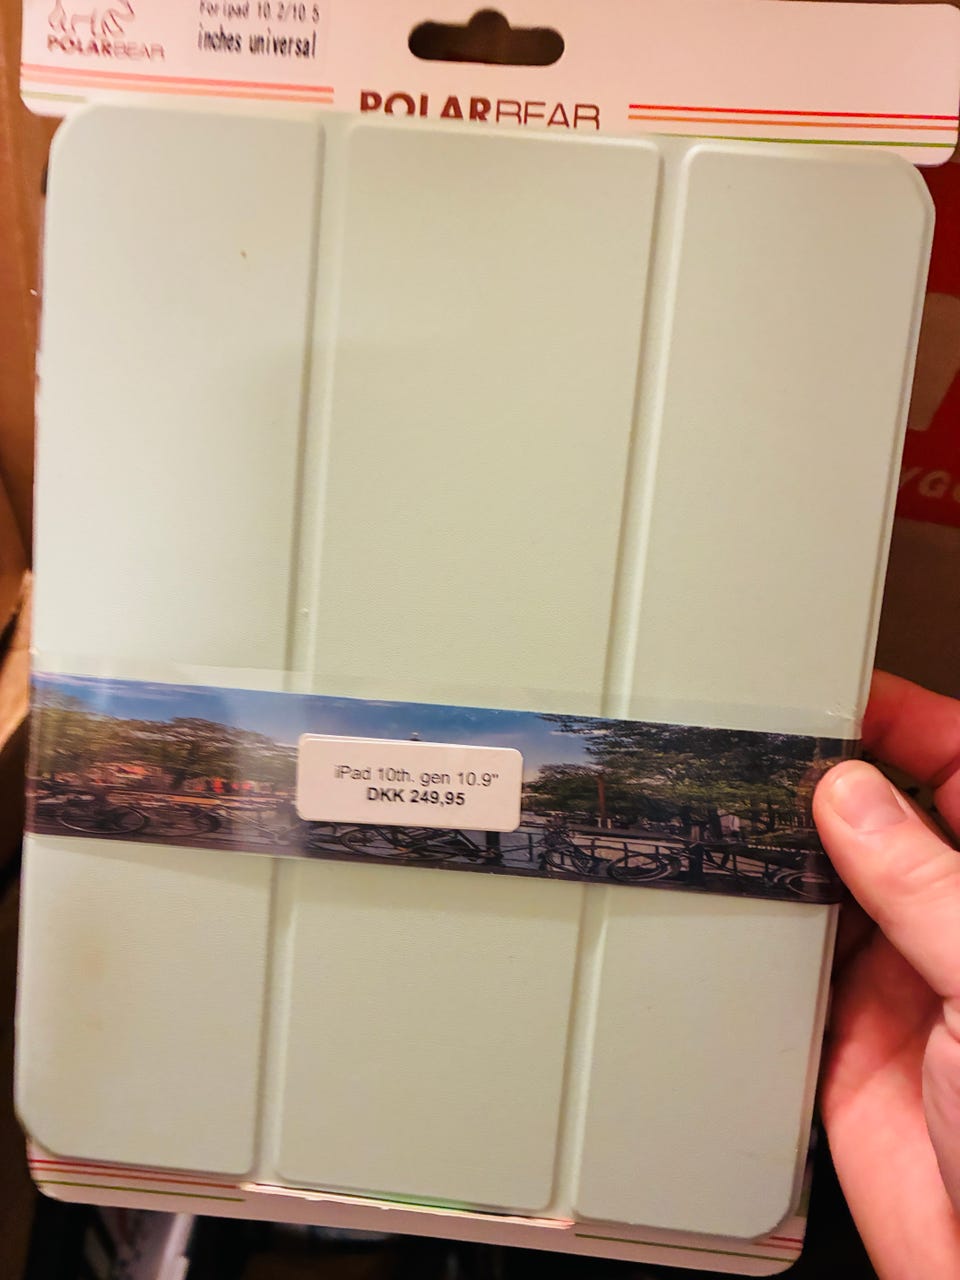 POLARBEAR
For ipad 10.2/10.5
inches universal
POLARBEAR
iPad 10th. gen 10.9"
DKK 249,95